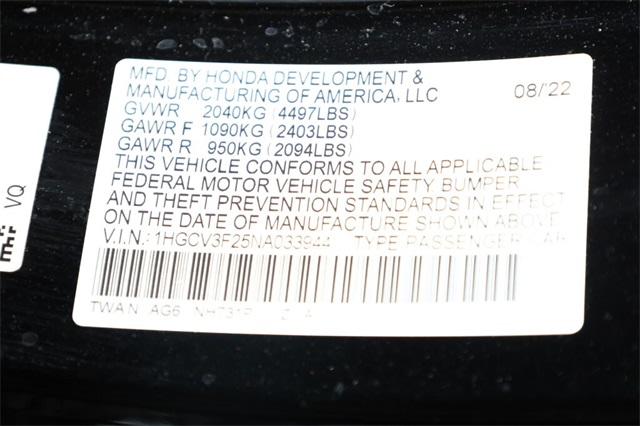 MFD. BY HONDA DEVELOPMENT &
MANUFACTURING OF AMERICA, LLC 08/'22
GVWR 2040KG (4497LBS)
GAWR F 1090KG (2403LBS)
GAWR R 950KG (2094LBS)
THIS VEHICLE CONFORMS TO ALL APPLICABLE
FEDERAL MOTOR VEHICLE SAFETY BUMPER
AND THEFT PREVENTION STANDARDS IN EFFECT
ON THE DATE OF MANUFACTURE SHOWN ABOVE
V.I.N.: 1HGCV3F25NA033944 TYPE PASSENGER CAR
TWAN AG6 NH731P Z A
VQ